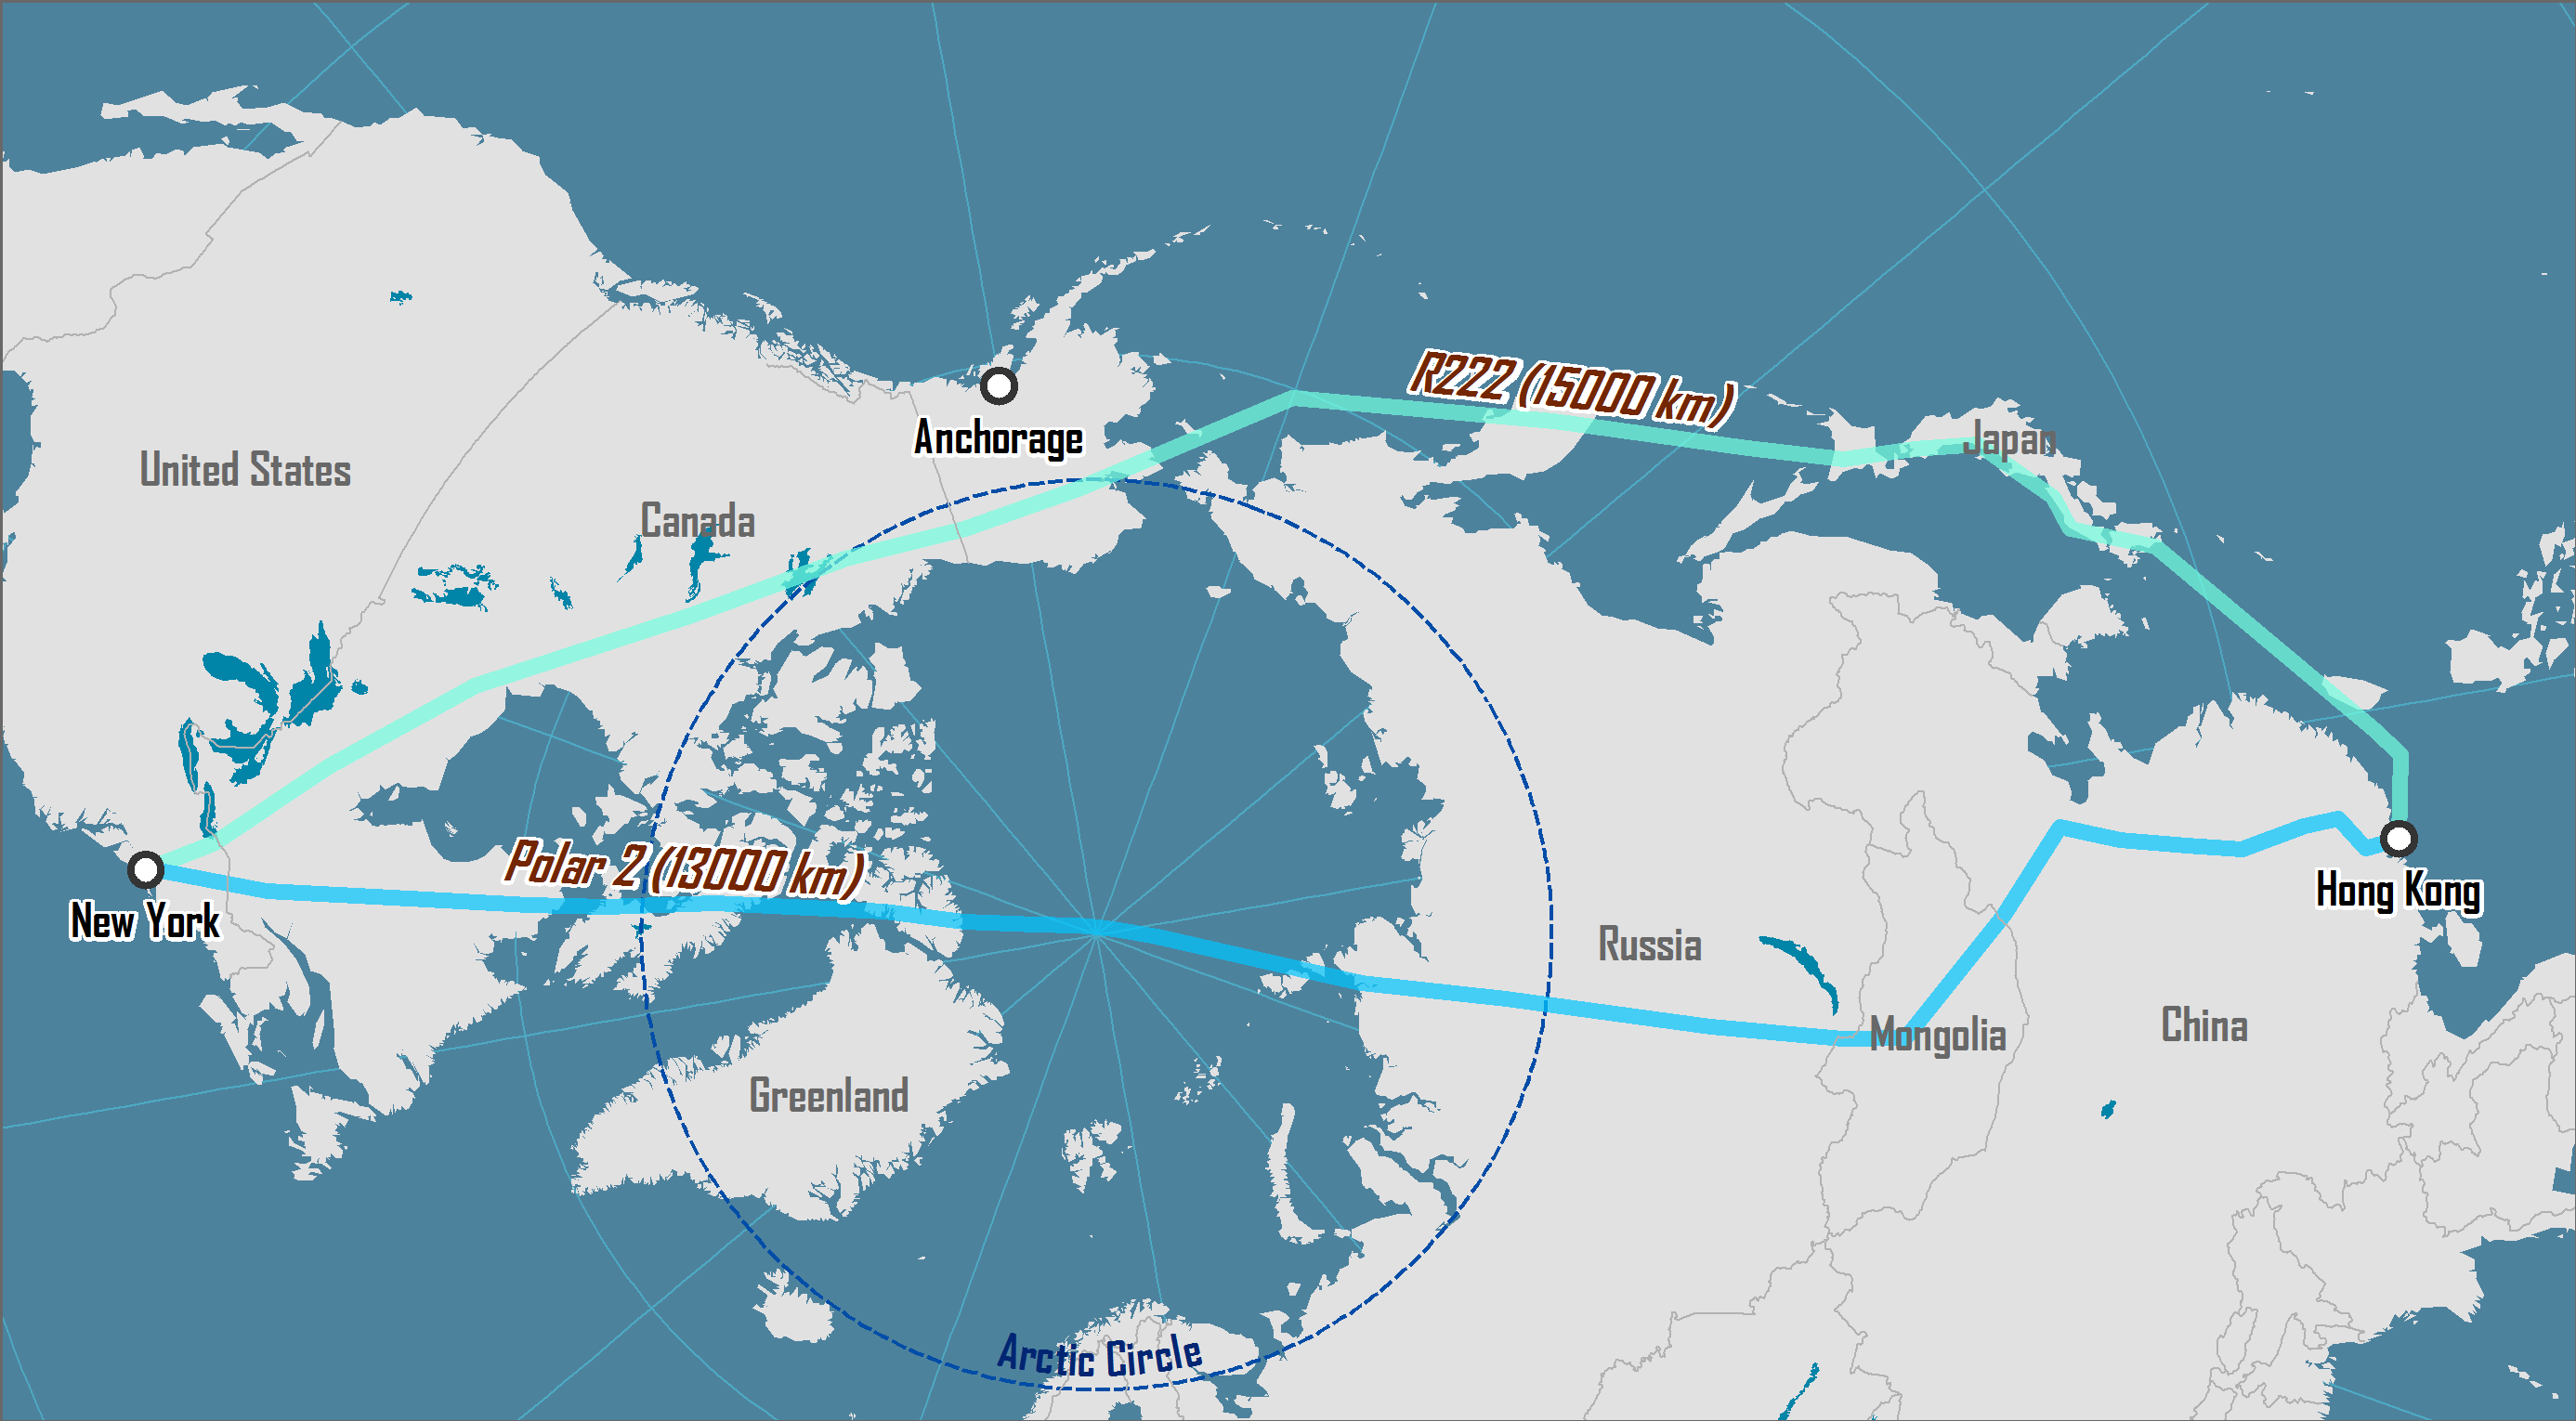 R222 (15000 km)
Anchorage
Japan
United States
Canada
Polar 2 (13000 km)
New York
Hong Kong
Russia
Mongolia
China
Greenland
Arctic Circle